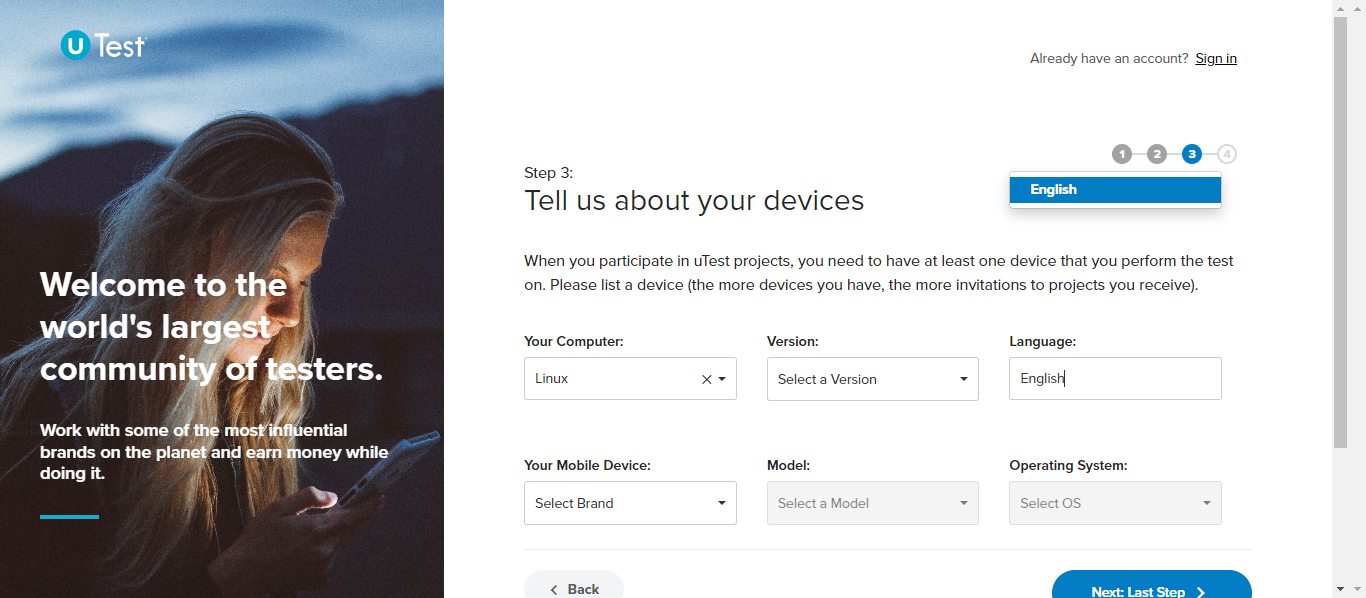 U Test
Welcome to the
world's largest
community of testers.
Work with some of the most influential
brands on the planet and earn money while
doing it.
Already have an account? Sign in
1 2 3 4
Step 3:
Tell us about your devices
English
When you participate in uTest projects, you need to have at least one device that you perform the test
on. Please list a device (the more devices you have, the more invitations to projects you receive).
Your Computer: Version: Language:
Linux × Select a Version English
Your Mobile Device: Model: Operating System:
Select Brand Select a Model Select OS
Back Next: Last Step